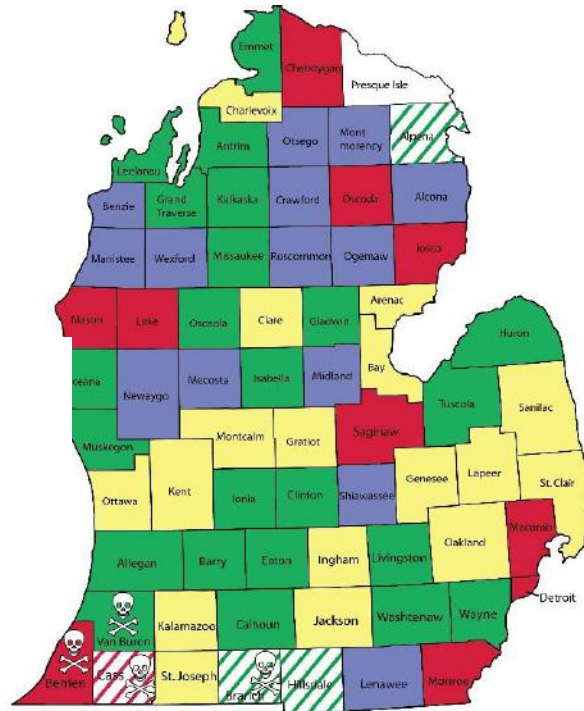 Emmet
Cheboygan
Presque Isle
Charlevoix
Antrim
Otsego
Mont-
morency
Alpena
Leelanau
Benzie
Grand
Traverse
Kalkaska
Crawford
Oscoda
Alcona
Manistee
Wexford
Missaukee
Roscommon
Ogemaw
Iosco
Mason
Lake
Osceola
Clare
Gladwin
Arenac
Huron
ceana
Newaygo
Mecosta
Isabella
Midland
Bay
Tuscola
Sanilac
Muskegon
Montcalm
Gratiot
Saginaw
Ottawa
Kent
Ionia
Clinton
Shiawassee
Genesee
Lapeer
St. Clair
Allegan
Barry
Eaton
Ingham
Livingston
Oakland
Macomb
Detroit
Van Buren
Kalamazoo
Calhoun
Jackson
Washtenaw
Wayne
Berrien
Cass
St. Joseph
Branch
Hillsdale
Lenawee
Monroe